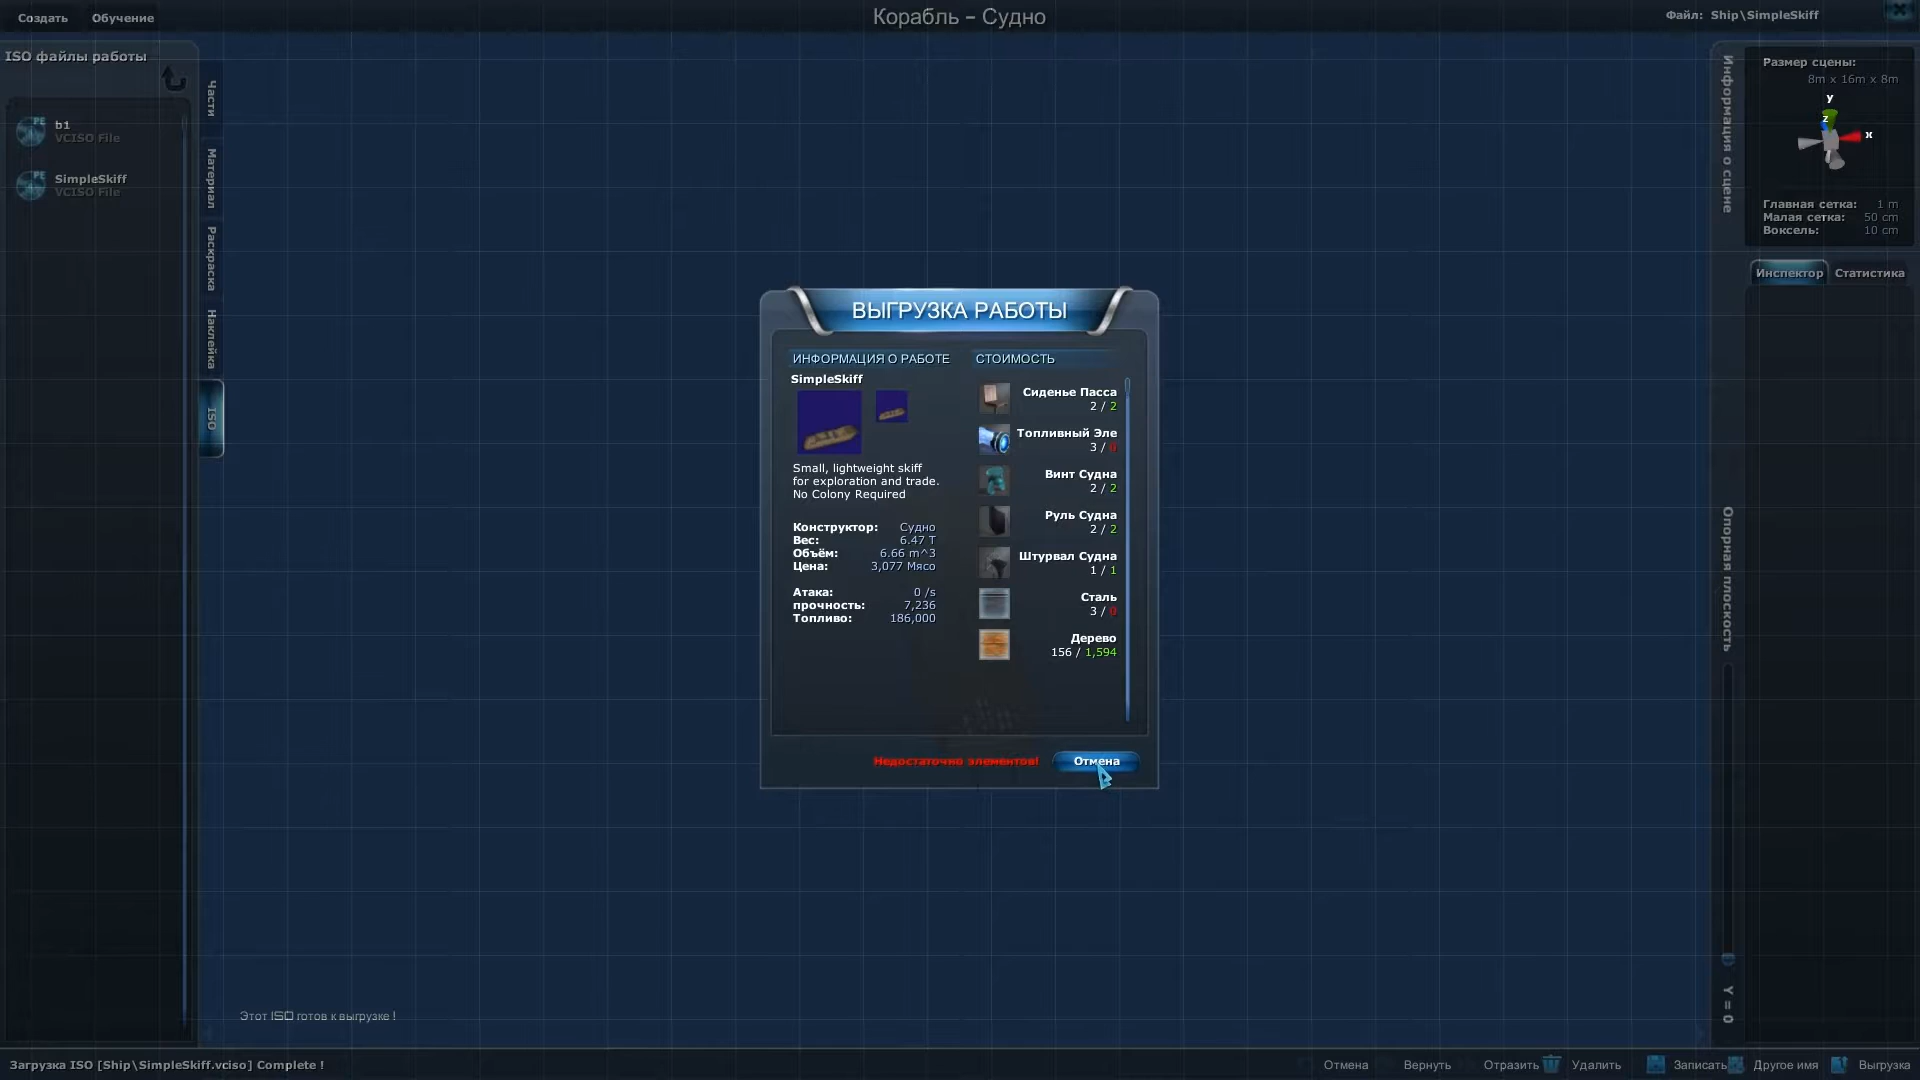 Создать
Обучение
Корабль - Судно
Файл: Ship\SimpleSkiff
ISO файлы работы
b1
VCISO File
SimpleSkiff
VCISO File
Части
Материал
Раскраска
Наклейка
ISO
ВЫГРУЗКА РАБОТЫ
ИНФОРМАЦИЯ О РАБОТЕ
SimpleSkiff
Small, lightweight skiff
for exploration and trade.
No Colony Required
Конструктор: Судно
Вес: 6.47 T
Объём: 6.66 m^3
Цена: 3,077 Мясо
Атака: 0 /s
прочность: 7,236
Топливо: 186,000
СТОИМОСТЬ
Сиденье Пасса
2 / 2
Топливный Эле
3 / 0
Винт Судна
2 / 2
Руль Судна
2 / 2
Штурвал Судна
1 / 1
Сталь
3 / 0
Дерево
156 / 1,594
Недостаточно элементов!
Отмена
Информация о сцене
Размер сцены:
8m x 16m x 8m
y
z
x
Главная сетка: 1 m
Малая сетка: 50 cm
Воксель: 10 cm
Инспектор
Статистика
Опорная плоскость
Y = 0
Этот ISO готов к выгрузке !
Загрузка ISO [Ship\SimpleSkiff.vciso] Complete !
Отмена
Вернуть
Отразить
Удалить
Записать
Другое имя
Выгрузка